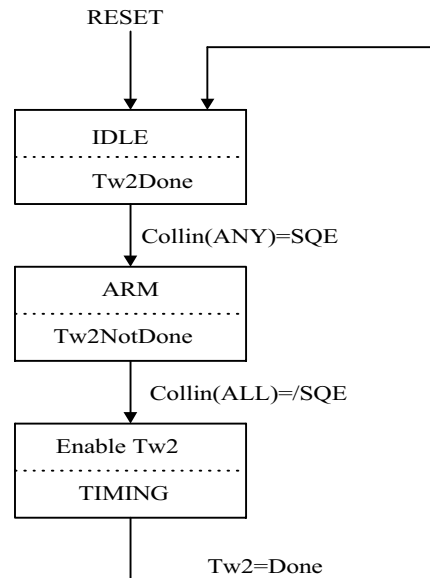 RESET
IDLE
Tw2Done
Collin(ANY)=SQE
ARM
Tw2NotDone
Collin(ALL)=/SQE
Enable Tw2
TIMING
Tw2=Done